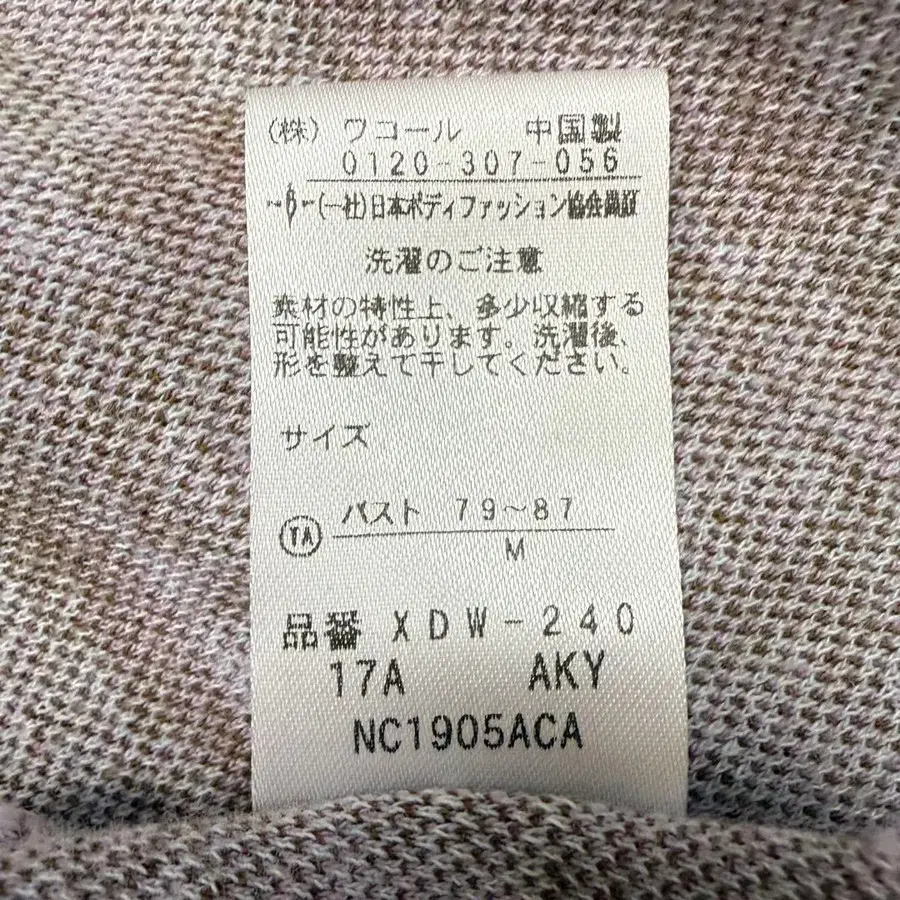 (株) ワコール 中国製
0120-307-056
(一社)日本ボディファッション協会員証
洗濯のご注意
素材の特性上、多少収縮する
可能性があります。洗濯後、
形を整えて干してください。
サイズ
バスト 79~87
TA
M
品番 XDW-240
17A AKY
NC1905ACA